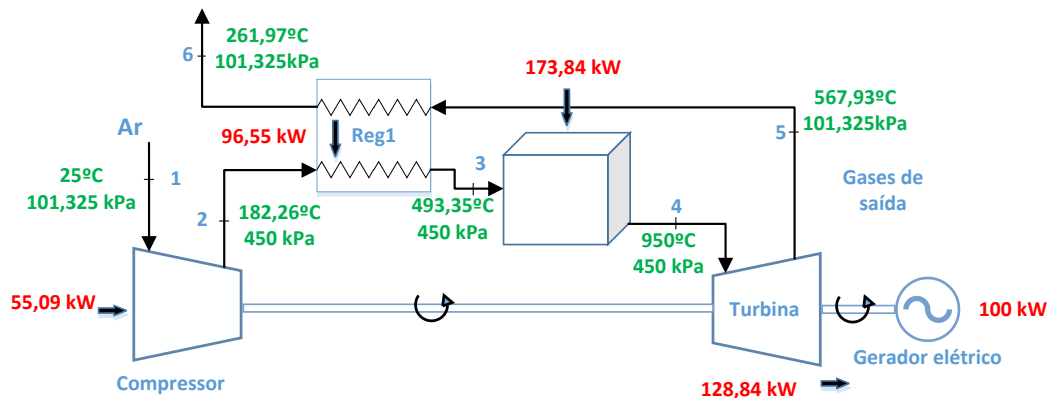 261,97ºC
6
101,325kPa
173,84 kW
567,93ºC
5
101,325kPa
Ar
96,55 kW
Reg1
3
25ºC
1
101,325 kPa
Gases de
saída
2
182,26ºC
450 kPa
493,35ºC
450 kPa
4
950ºC
450 kPa
55,09 kW
Turbina
100 kW
Gerador elétrico
Compressor
128,84 kW